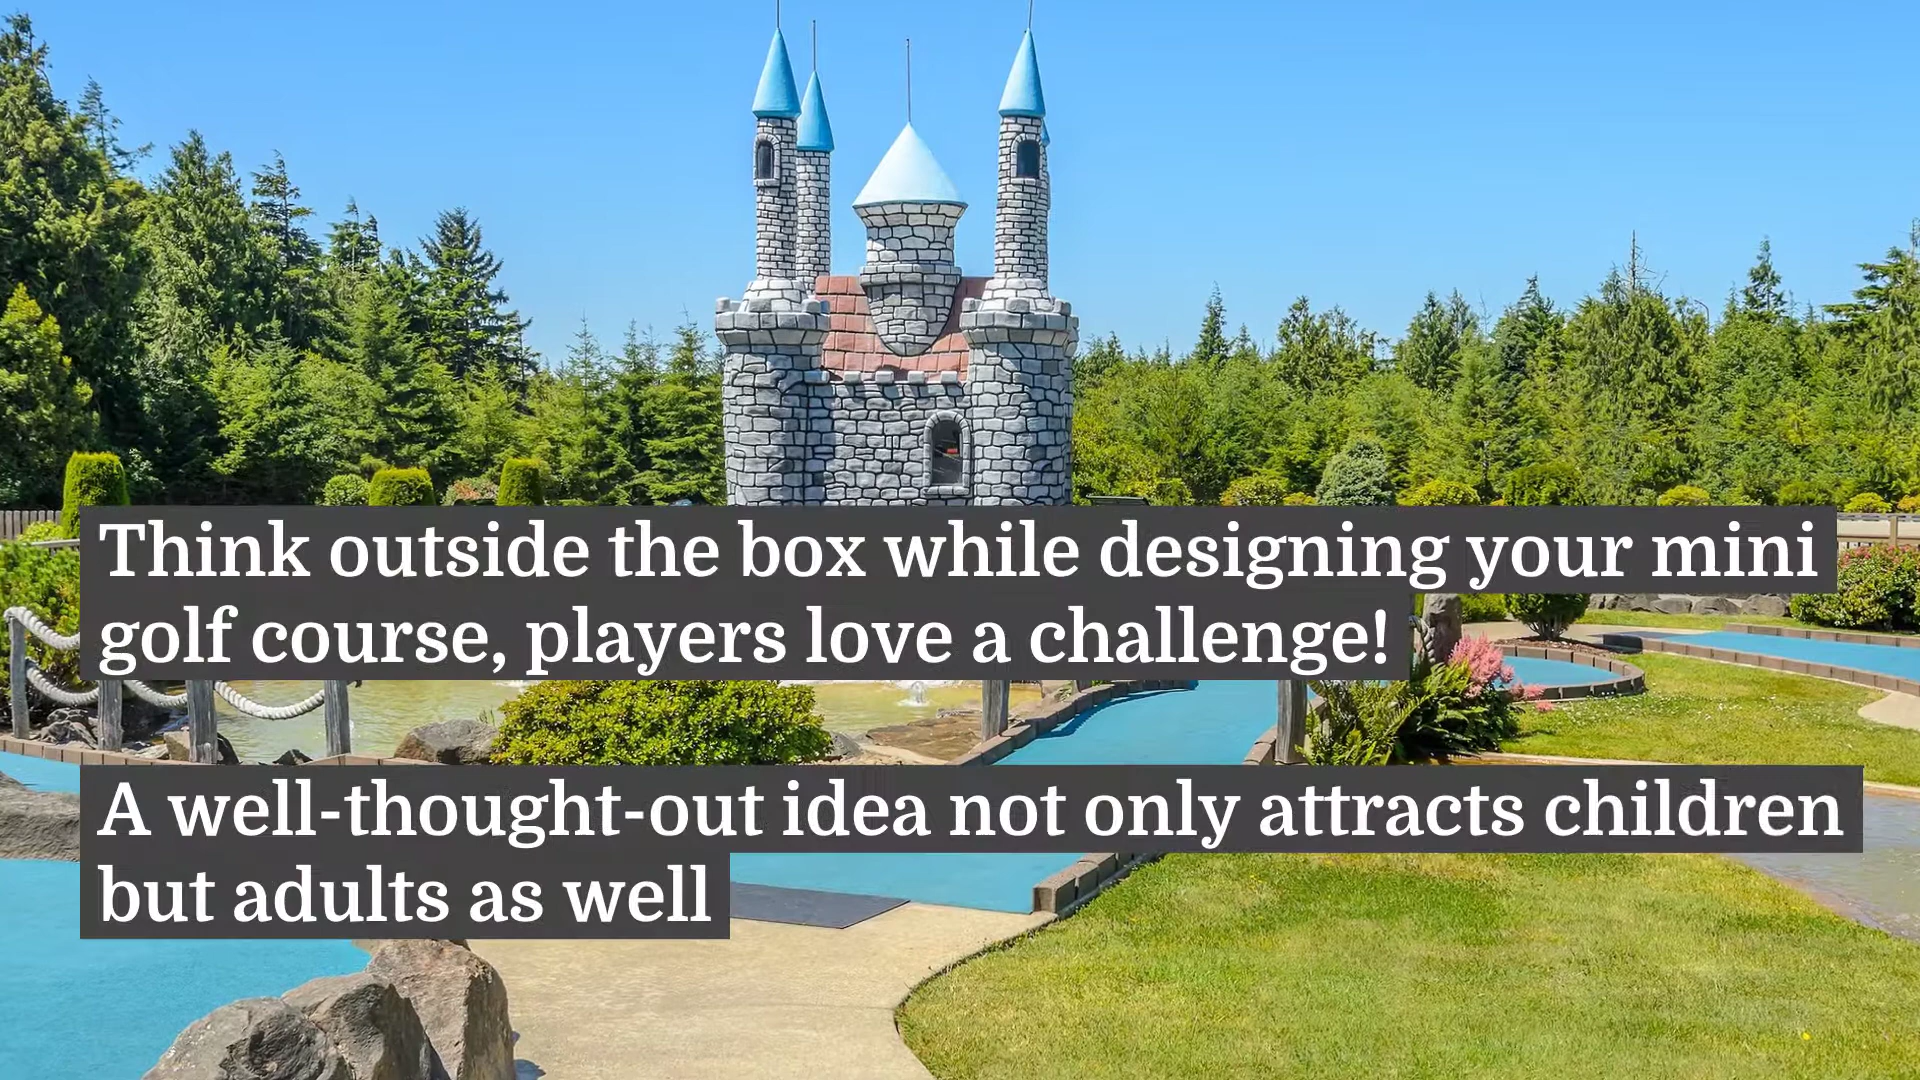 Think outside the box while designing your mini
golf course, players love a challenge!
A well-thought-out idea not only attracts children
but adults as well